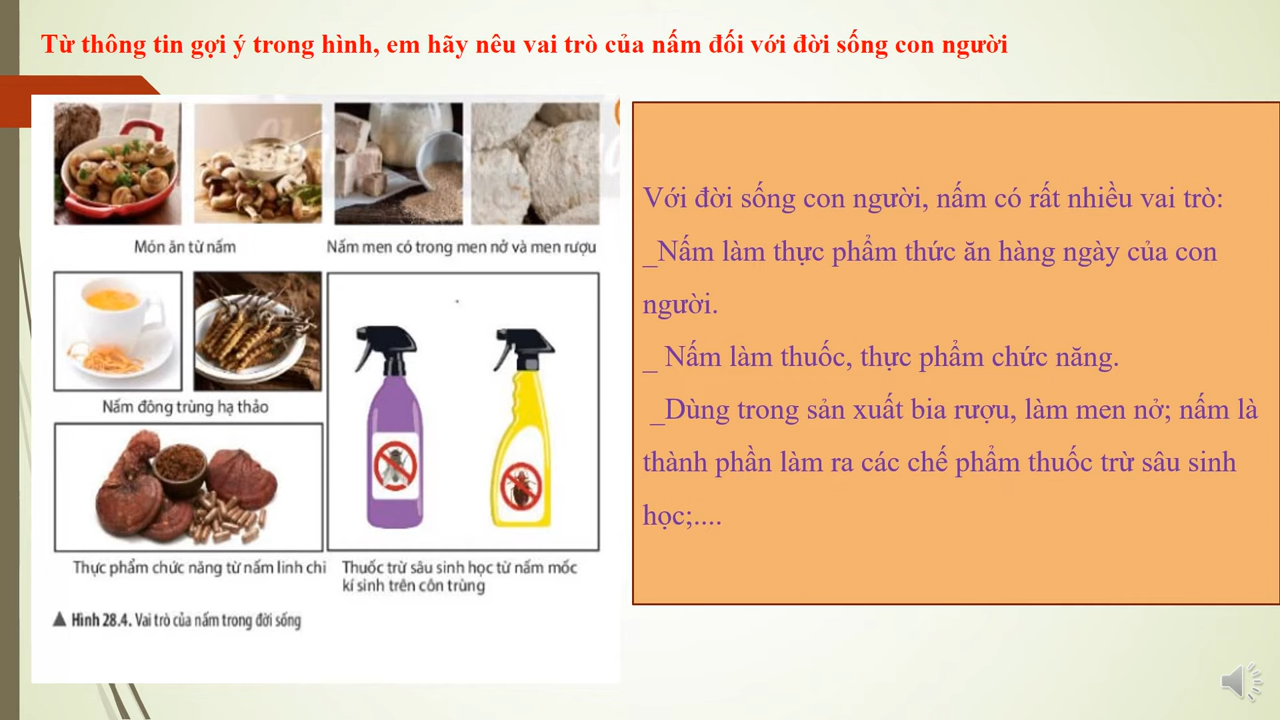 Từ thông tin gợi ý trong hình, em hãy nêu vai trò của nấm đối với đời sống con người
Món ăn từ nấm
Nấm men có trong men nở và men rượu
Nấm đông trùng hạ thảo
Thực phẩm chức năng từ nấm linh chi
Thuốc trừ sâu sinh học từ nấm mốc
kí sinh trên côn trùng
▲ Hình 28.4. Vai trò của nấm trong đời sống
Với đời sống con người, nấm có rất nhiều vai trò:
_Nấm làm thực phẩm thức ăn hàng ngày của con
người.
_ Nấm làm thuốc, thực phẩm chức năng.
_Dùng trong sản xuất bia rượu, làm men nở; nấm là
thành phần làm ra các chế phẩm thuốc trừ sâu sinh
học;....